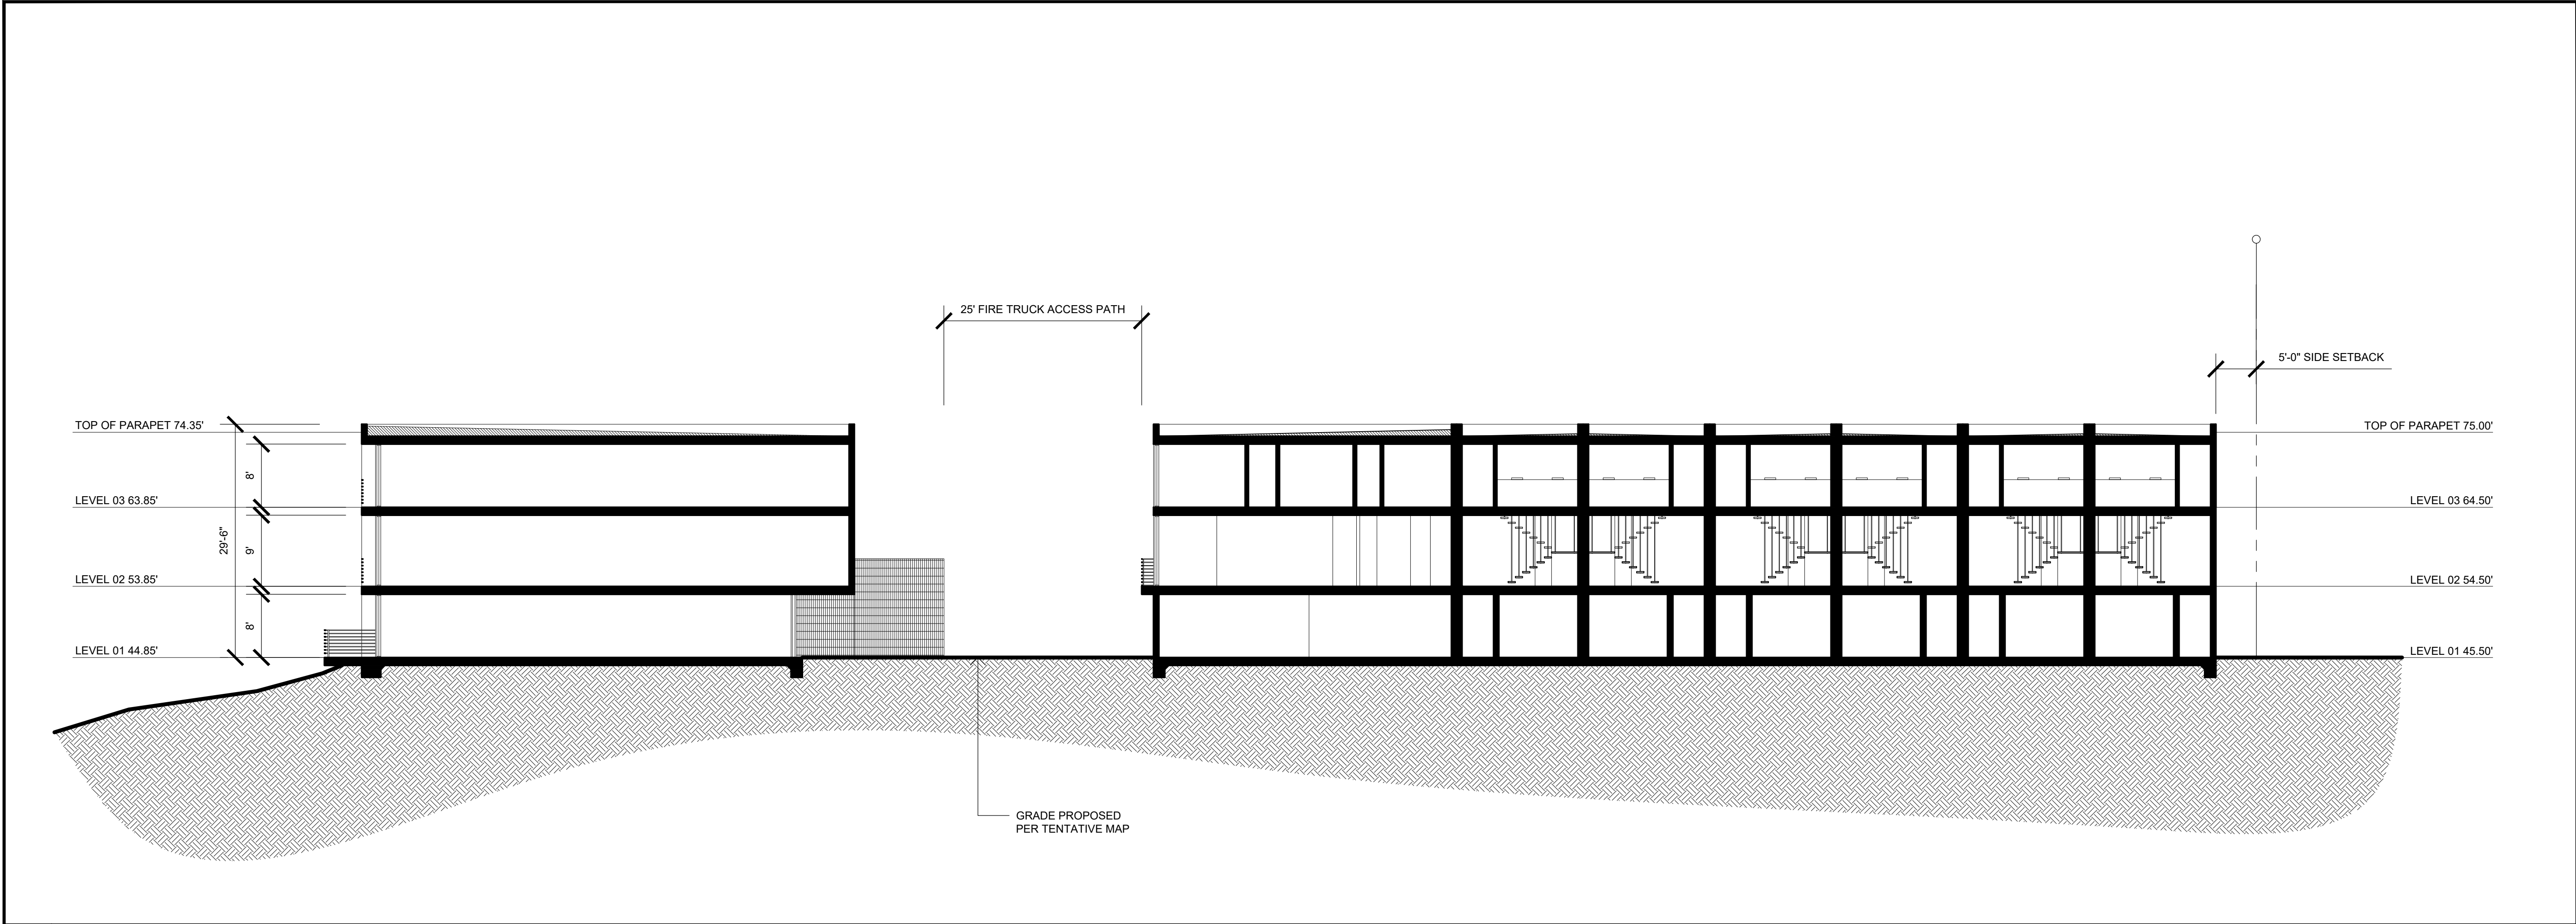 25' FIRE TRUCK ACCESS PATH
5'-0" SIDE SETBACK
TOP OF PARAPET 74.35'
TOP OF PARAPET 75.00'
8'
LEVEL 03 63.85'
LEVEL 03 64.50'
29'-6"
9'
LEVEL 02 53.85'
LEVEL 02 54.50'
8'
LEVEL 01 44.85'
LEVEL 01 45.50'
GRADE PROPOSED
PER TENTATIVE MAP